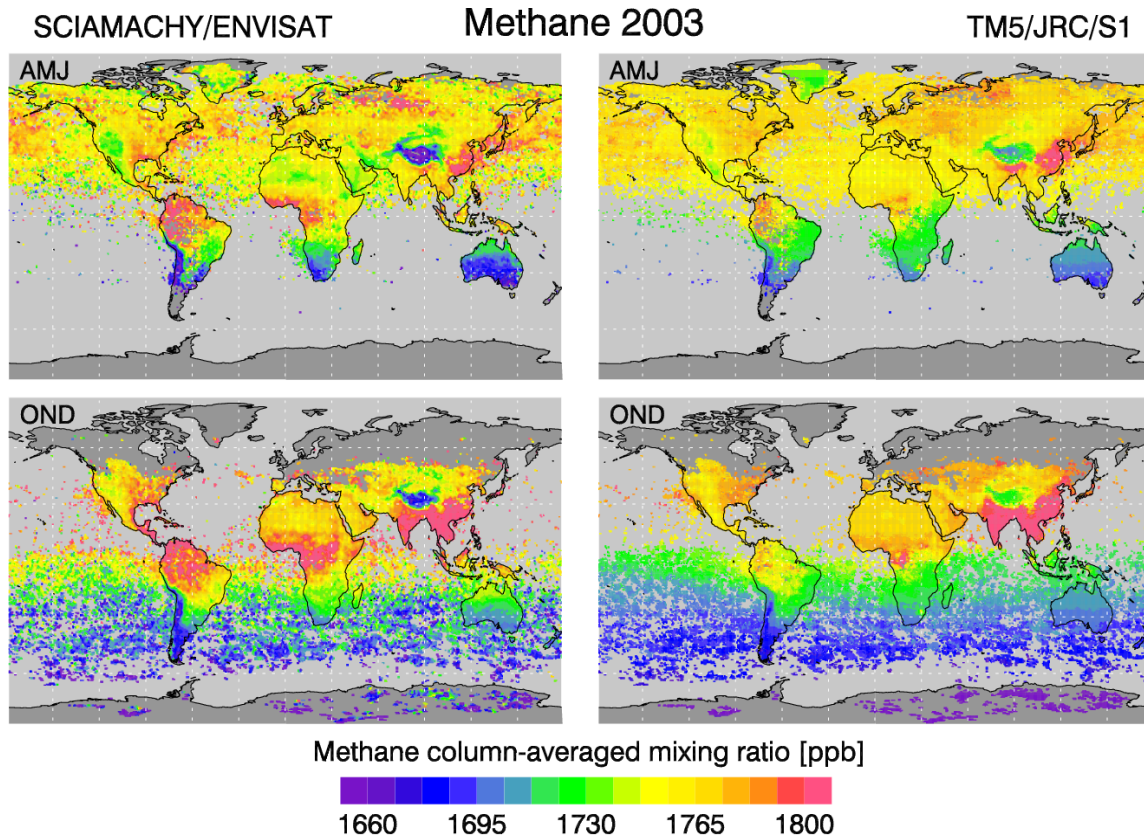 SCIAMACHY/ENVISAT Methane 2003 TM5/JRC/S1
AMJ AMJ
OND OND
Methane column-averaged mixing ratio [ppb]
1660 1695 1730 1765 1800